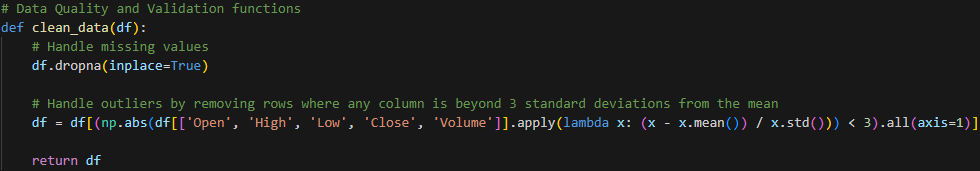 # Data Quality and Validation functions
def clean_data(df):
    # Handle missing values
    df.dropna(inplace=True)

    # Handle outliers by removing rows where any column is beyond 3 standard deviations from the mean
    df = df[(np.abs(df[['Open', 'High', 'Low', 'Close', 'Volume']].apply(lambda x: (x - x.mean()) / x.std())) < 3).all(axis=1)]

    return df